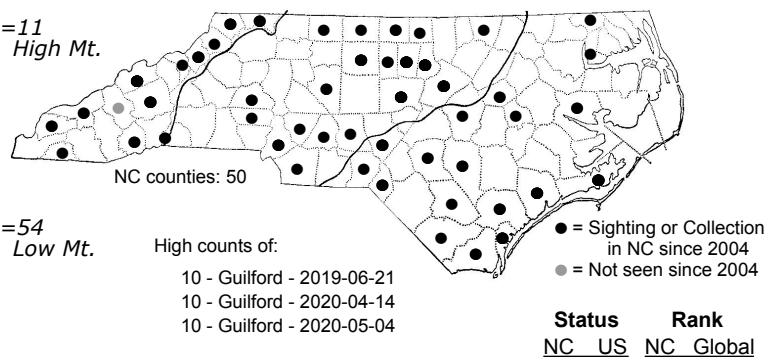 =11
High Mt.
NC counties: 50
=54
Low Mt.
High counts of:
10 - Guilford - 2019-06-21
10 - Guilford - 2020-04-14
10 - Guilford - 2020-05-04
● = Sighting or Collection
in NC since 2004
● = Not seen since 2004
Status Rank
NC US NC Global